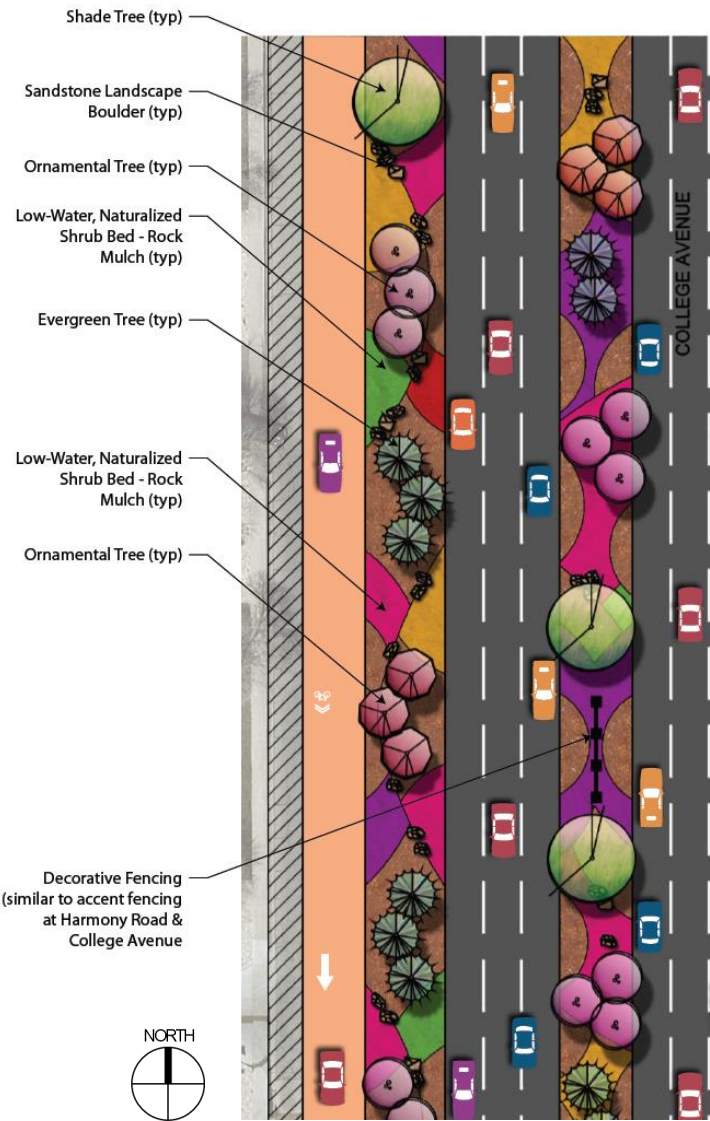 Shade Tree (typ)
Sandstone Landscape
Boulder (typ)
Ornamental Tree (typ)
Low-Water, Naturalized
Shrub Bed - Rock
Mulch (typ)
Evergreen Tree (typ)
Low-Water, Naturalized
Shrub Bed - Rock
Mulch (typ)
Ornamental Tree (typ)
Decorative Fencing
(similar to accent fencing
at Harmony Road &
College Avenue
NORTH
COLLEGE AVENUE